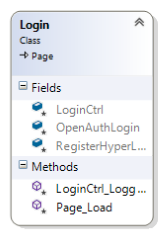 Login
Class
Page
Fields
LoginCtrl
OpenAuthLogin
RegisterHyperL...
Methods
LoginCtrl_Logg...
Page_Load